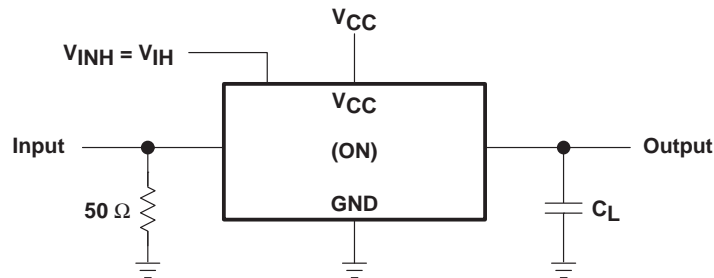 VCC
VINH = VIH
VCC
Input
(ON)
Output
50 Ω
GND
CL